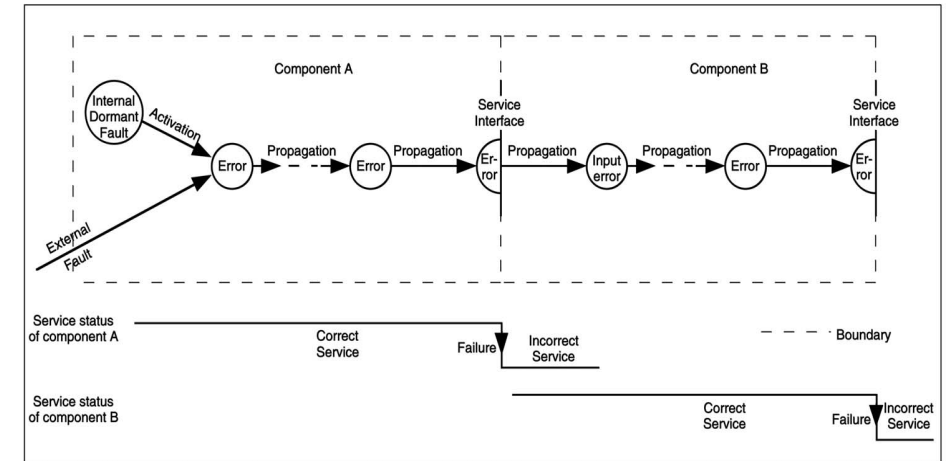 Component A
Component B
Internal
Dormant
Fault
Activation
Service
Interface
Service
Interface
Error
Propagation
Error
Propagation
Er-
ror
Propagation
Input
error
Propagation
Error
Propagation
Er-
ror
External
Fault
Service status
of component A
Correct
Service
Failure
Incorrect
Service
Boundary
Service status
of component B
Correct
Service
Failure
Incorrect
Service